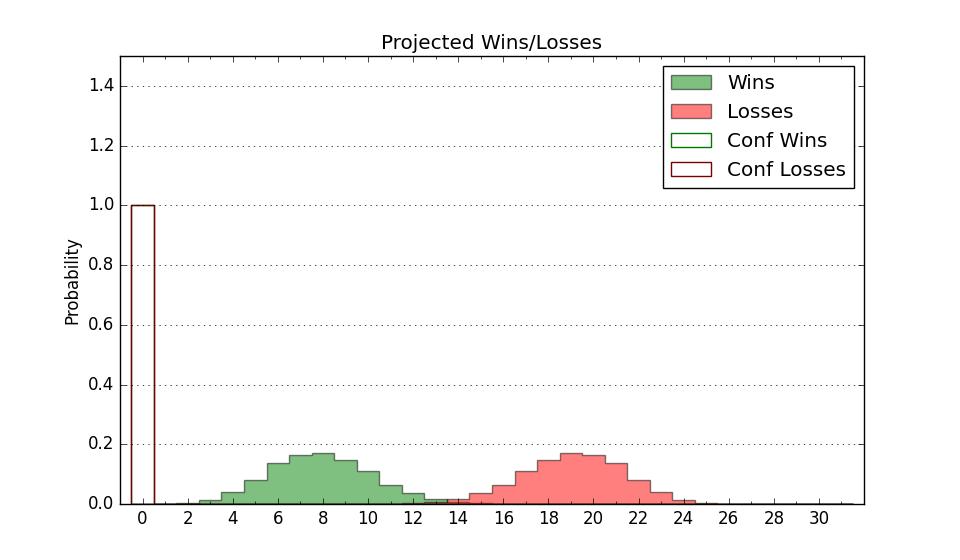 Projected Wins/Losses
1.4
1.2
1.0
0.8
0.6
0.4
0.2
0.0
Probability
Wins
Losses
Conf Wins
Conf Losses
0 2 4 6 8 10 12 14 16 18 20 22 24 26 28 30